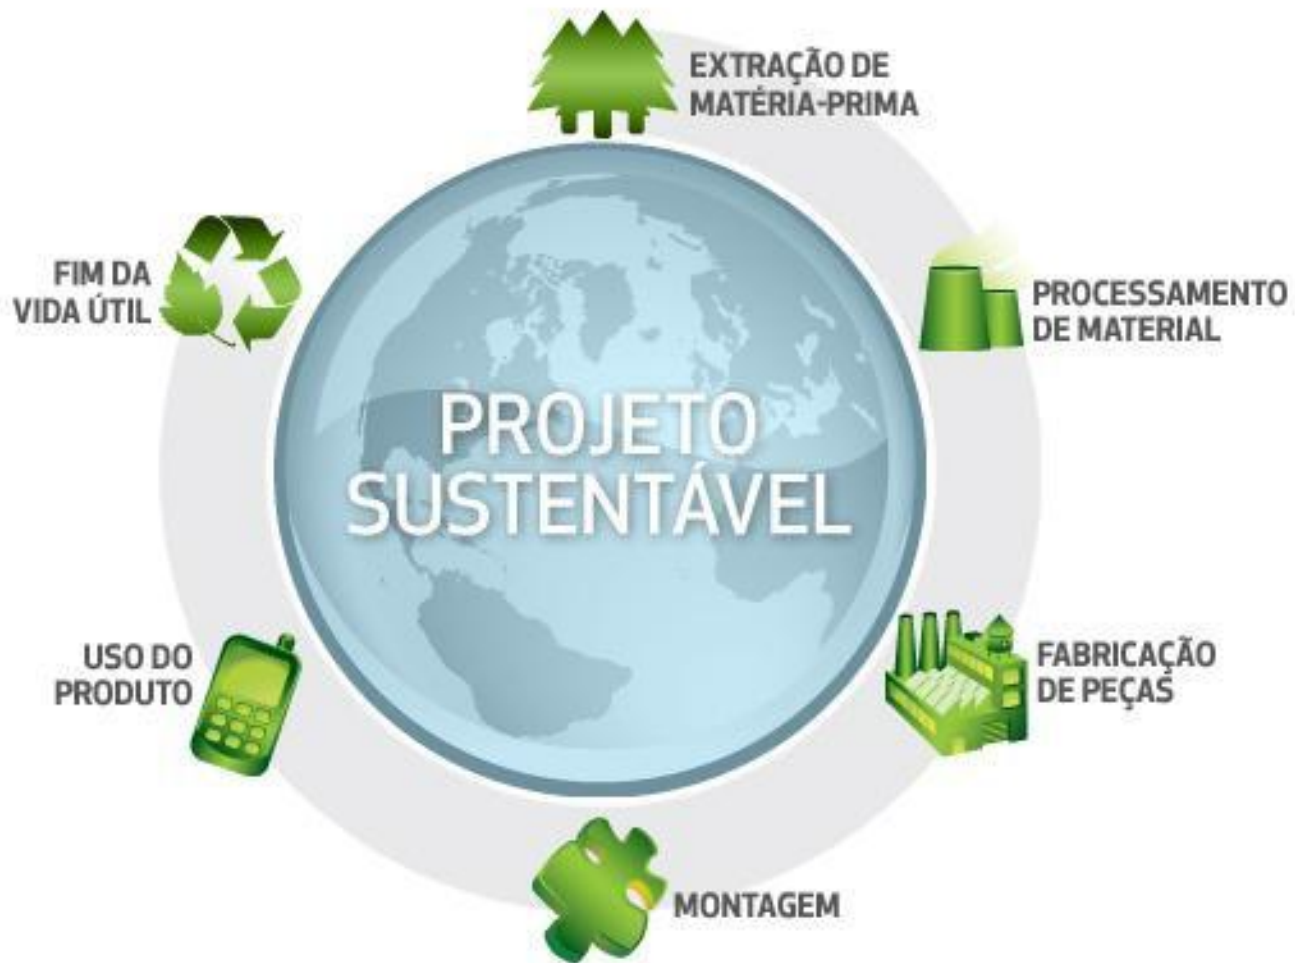 EXTRAÇÃO DE
MATÉRIA-PRIMA
PROCESSAMENTO
DE MATERIAL
FABRICAÇÃO
DE PEÇAS
MONTAGEM
USO DO
PRODUTO
FIM DA
VIDA ÚTIL
PROJETO
SUSTENTÁVEL